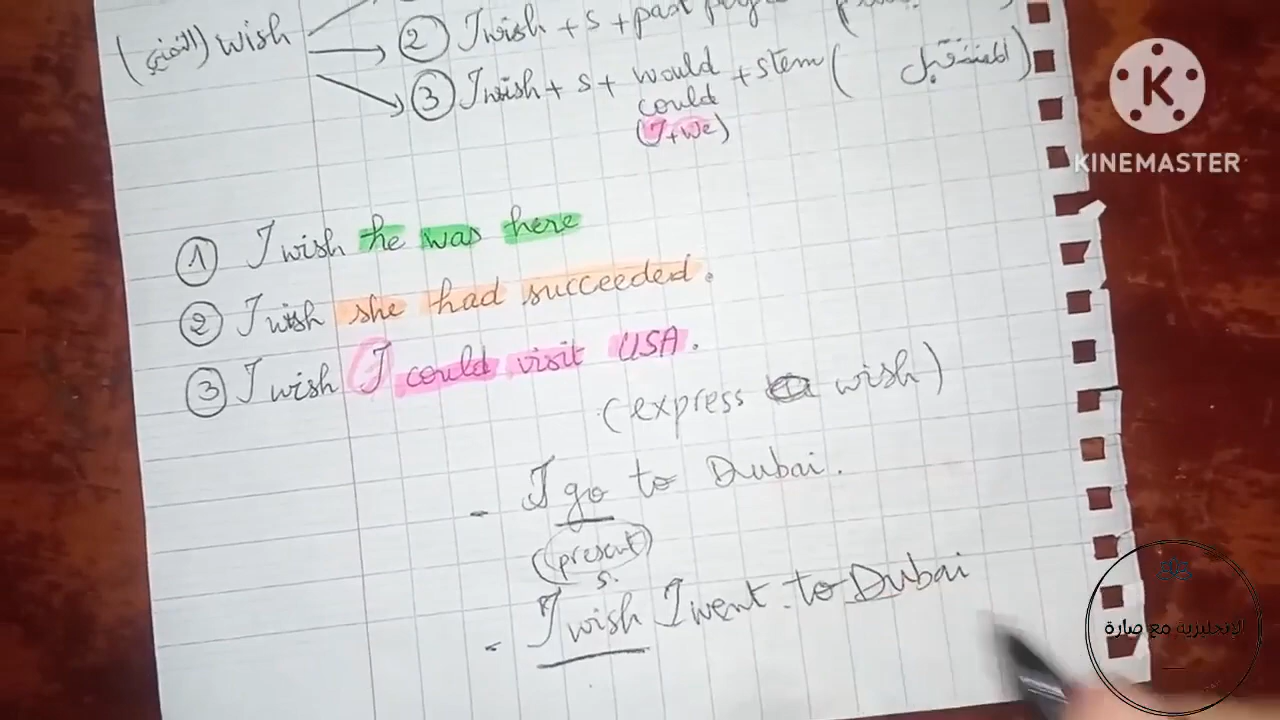 ② I wish + s + past
(التمني) wish
③ I wish + s + would + stem (المستقبل)
could
(I + we)
① I wish he was here
② I wish she had succeeded.
③ I wish I could visit USA.
(express wish)
- I go to Dubai.
(present)
s.
- I wish I went to Dubai
K
KINEMASTER
الإنجليزية مع صارة